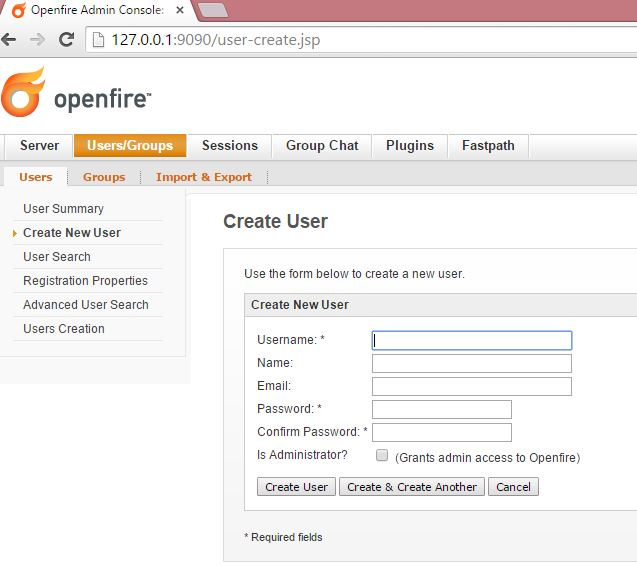 Openfire Admin Console:
127.0.0.1:9090/user-create.jsp
openfire™
Server Users/Groups Sessions Group Chat Plugins Fastpath
Users Groups Import & Export
User Summary
Create New User
User Search
Registration Properties
Advanced User Search
Users Creation
Create User
Use the form below to create a new user.
Create New User
Username: *
Name:
Email:
Password: *
Confirm Password: *
Is Administrator? (Grants admin access to Openfire)
Create User Create & Create Another Cancel
* Required fields